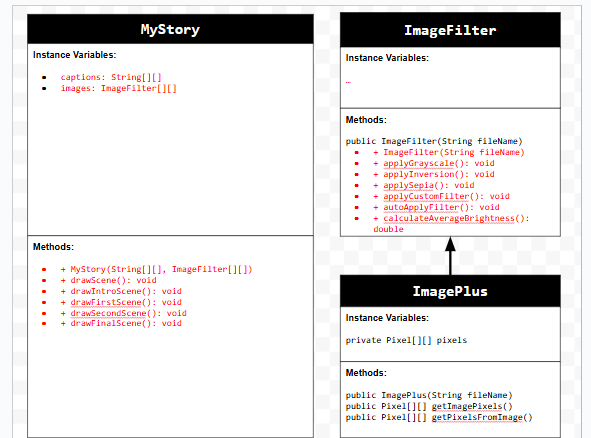 MyStory
Instance Variables:
captions: String[][]
images: ImageFilter[][]
Methods:
+ MyStory(String[][], ImageFilter[][])
+ drawScene(): void
+ drawIntroScene(): void
+ drawFirstScene(): void
+ drawSecondScene(): void
+ drawFinalScene(): void
ImageFilter
Instance Variables:
…
Methods:
public ImageFilter(String fileName)
+ ImageFilter(String fileName)
+ applyGrayscale(): void
+ applyInversion(): void
+ applySepia(): void
+ applyCustomFilter(): void
+ autoApplyFilter(): void
+ calculateAverageBrightness():
double
ImagePlus
Instance Variables:
private Pixel[][] pixels
Methods:
public ImagePlus(String fileName)
public Pixel[][] getImagePixels()
public Pixel[][] getPixelsFromImage()